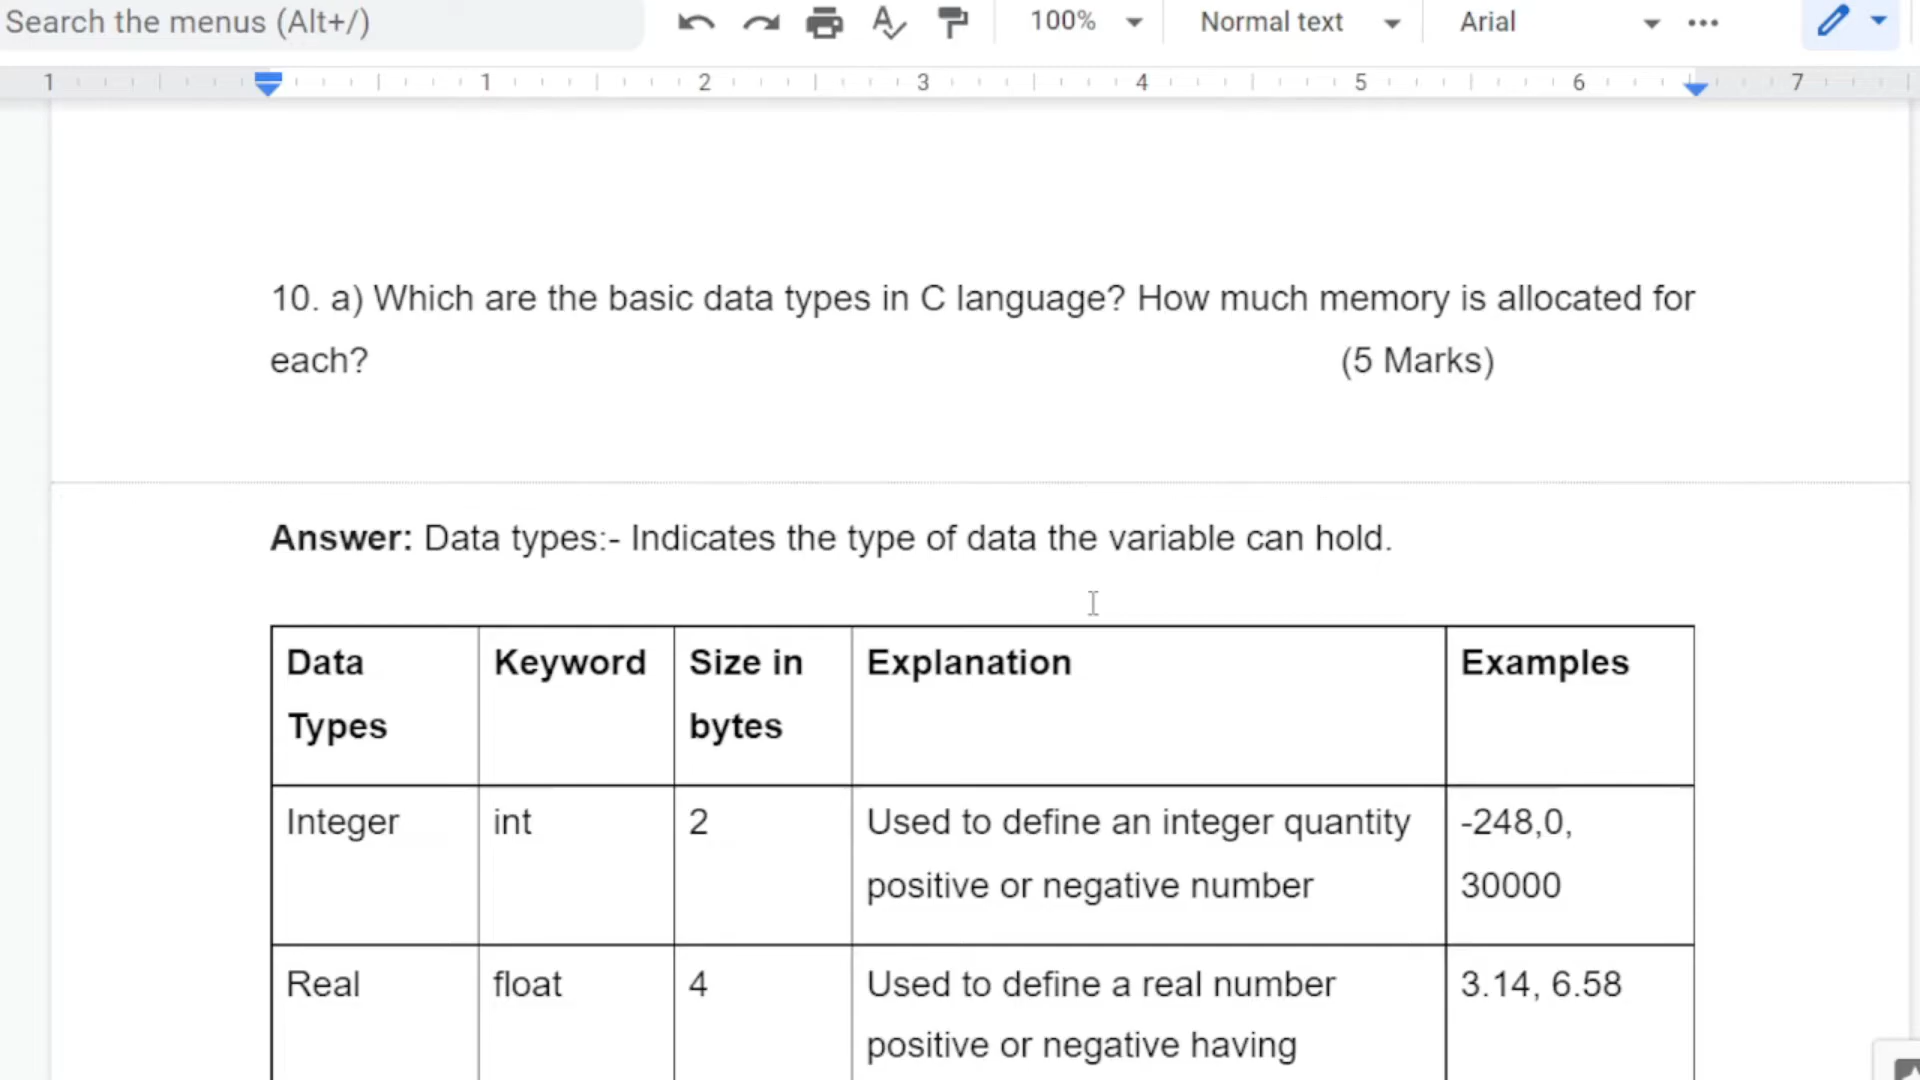 Search the menus (Alt+/)
100%
Normal text
Arial
1 1 2 3 4 5 6 7
10. a) Which are the basic data types in C language? How much memory is allocated for
each? (5 Marks)
Answer: Data types:- Indicates the type of data the variable can hold.
Data Types Keyword Size in bytes Explanation Examples
Integer int 2 Used to define an integer quantity -248,0,
positive or negative number 30000
Real float 4 Used to define a real number 3.14, 6.58
positive or negative having